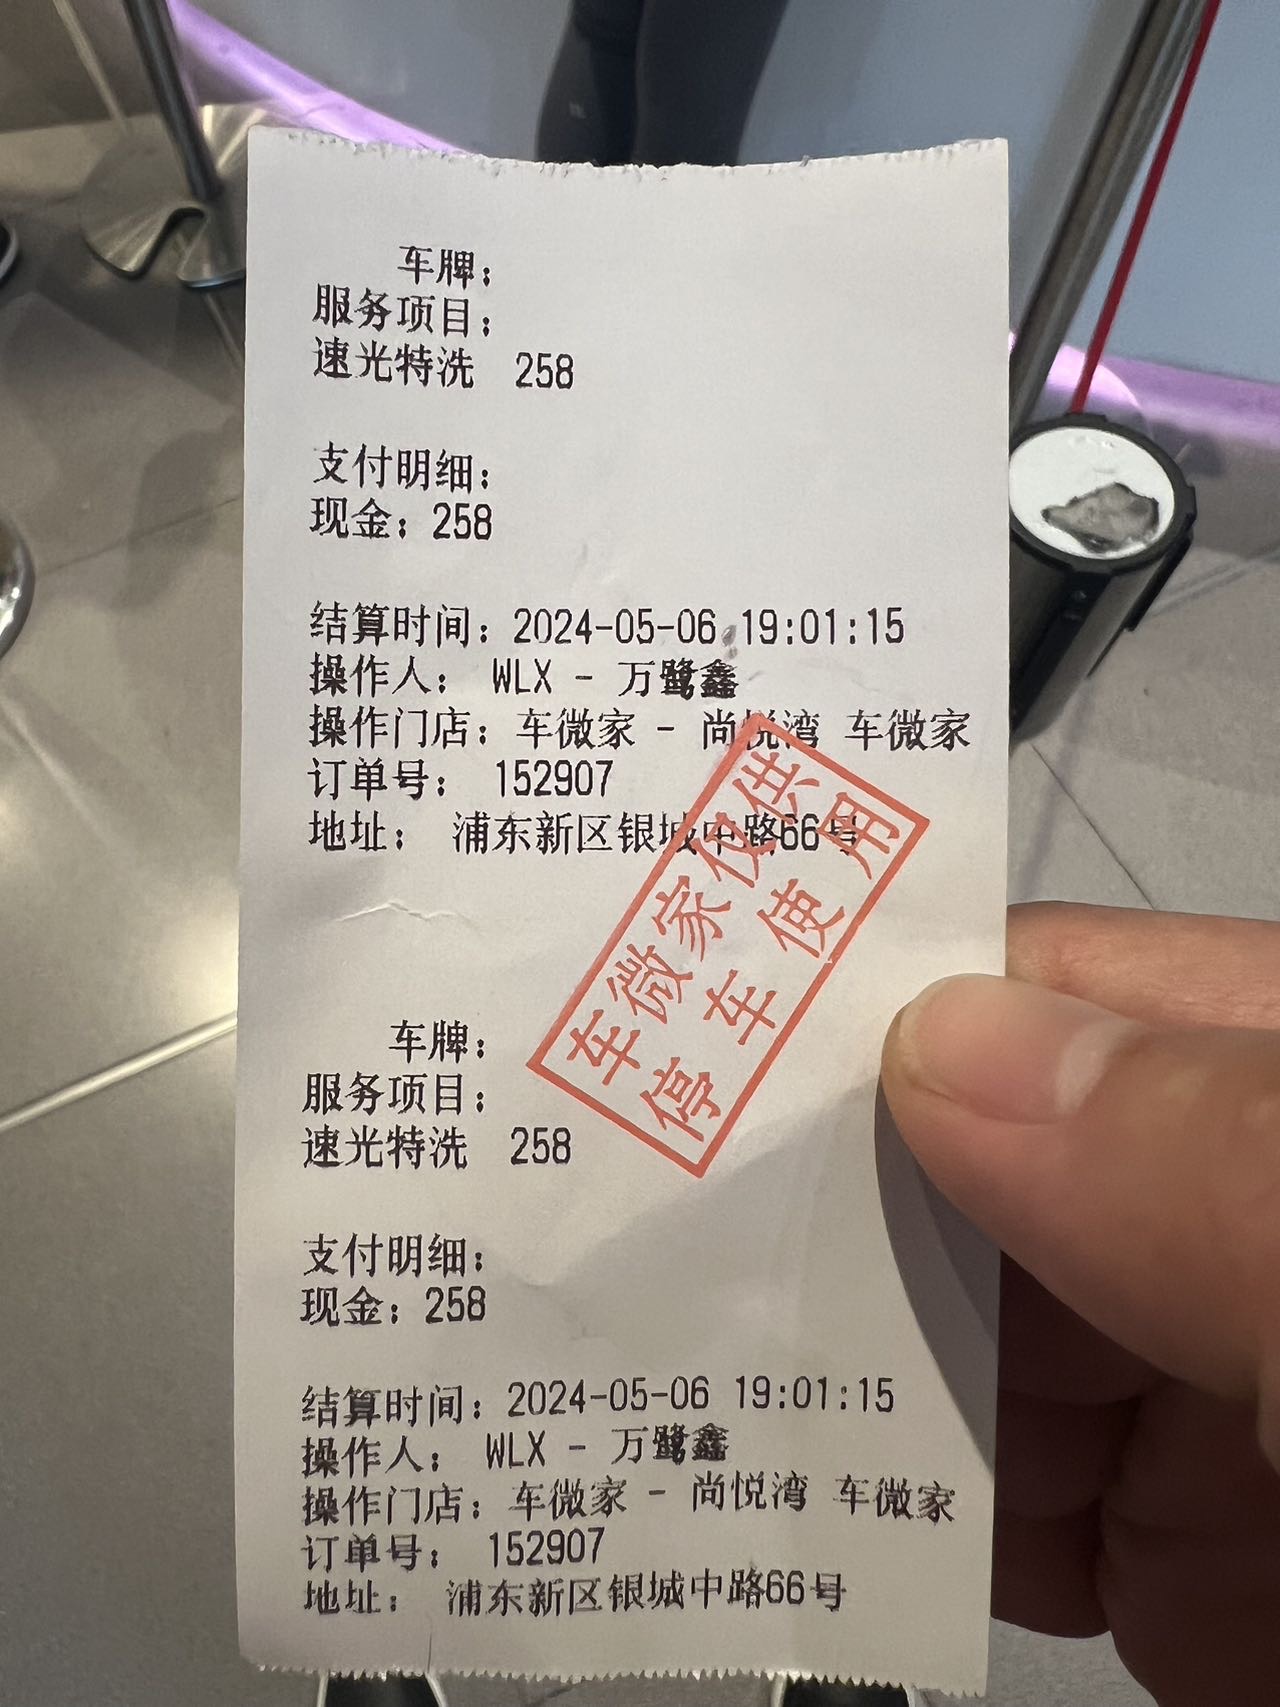 车牌：
服务项目：
速光特洗 258
支付明细：
现金：258
结算时间：2024-05-06 19:01:15
操作人： WLX - 万鹭鑫
操作门店：车微家 - 尚悦湾 车微家
订单号： 152907
地址： 浦东新区银城中路66号
车微家仅供
停车使用
车牌：
服务项目：
速光特洗 258
支付明细：
现金：258
结算时间：2024-05-06 19:01:15
操作人： WLX - 万鹭鑫
操作门店：车微家 - 尚悦湾 车微家
订单号： 152907
地址： 浦东新区银城中路66号